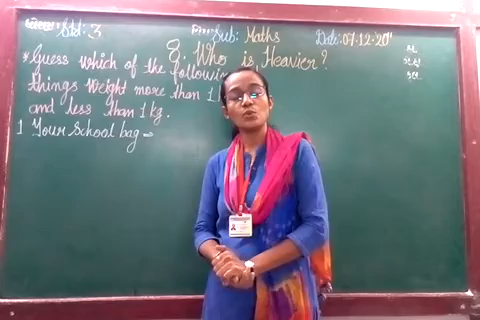 Std: 3 Sub: Maths Date: 07-12-20"
8. Who is Heavier?
* Guess which of the following
things weight more than 1
and less than 1 kg.
1 Your School bag →